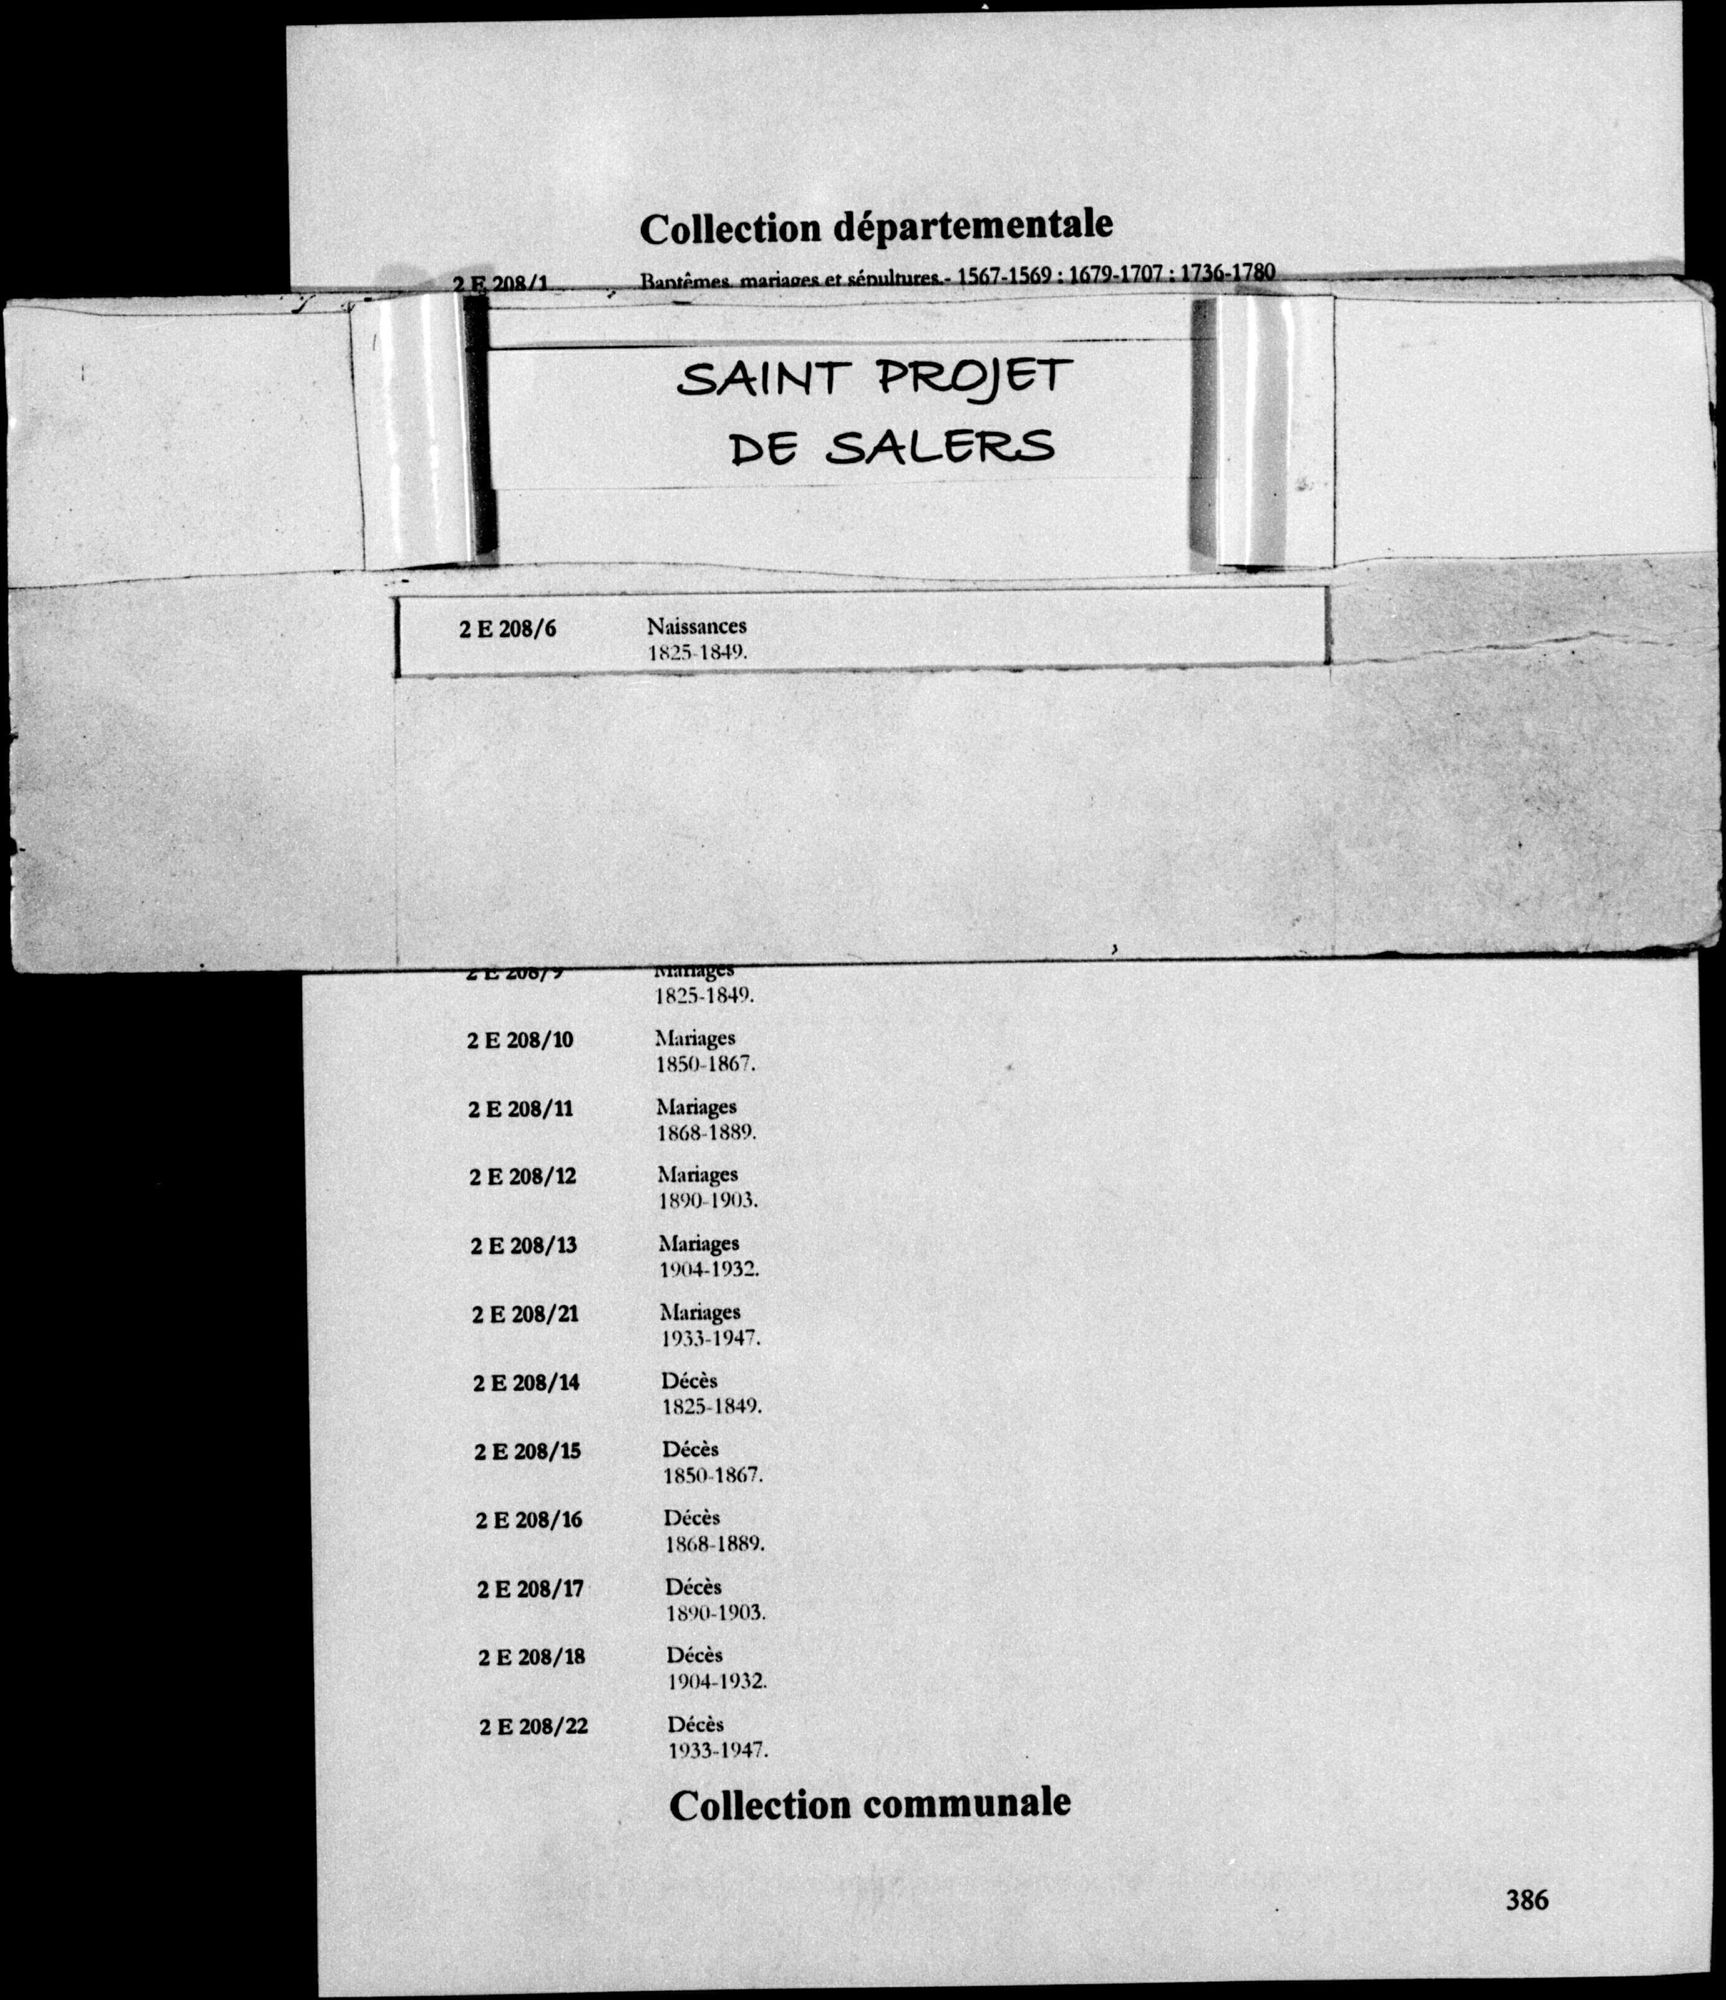 Collection départementale
2 E 208/1 Baptêmes, mariages et sépultures.- 1567-1569 ; 1679-1707 ; 1736-1780
SAINT PROJET
DE SALERS
2 E 208/6 Naissances
1825-1849.
2 E 208/9 Mariages
1825-1849.
2 E 208/10 Mariages
1850-1867.
2 E 208/11 Mariages
1868-1889.
2 E 208/12 Mariages
1890-1903.
2 E 208/13 Mariages
1904-1932.
2 E 208/21 Mariages
1933-1947.
2 E 208/14 Décès
1825-1849.
2 E 208/15 Décès
1850-1867.
2 E 208/16 Décès
1868-1889.
2 E 208/17 Décès
1890-1903.
2 E 208/18 Décès
1904-1932.
2 E 208/22 Décès
1933-1947.
Collection communale
386